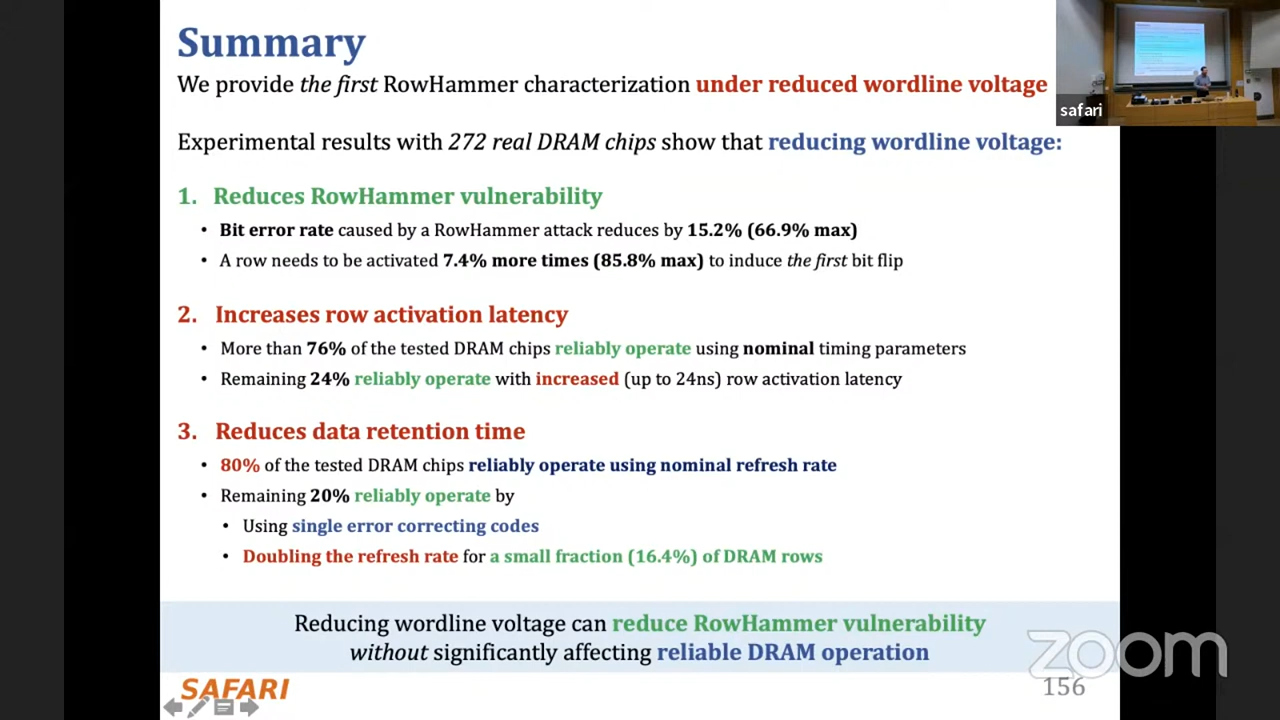 Summary
We provide the first RowHammer characterization under reduced wordline voltage
safari
Experimental results with 272 real DRAM chips show that reducing wordline voltage:
1. Reduces RowHammer vulnerability
• Bit error rate caused by a RowHammer attack reduces by 15.2% (66.9% max)
• A row needs to be activated 7.4% more times (85.8% max) to induce the first bit flip
2. Increases row activation latency
• More than 76% of the tested DRAM chips reliably operate using nominal timing parameters
• Remaining 24% reliably operate with increased (up to 24ns) row activation latency
3. Reduces data retention time
• 80% of the tested DRAM chips reliably operate using nominal refresh rate
• Remaining 20% reliably operate by
• Using single error correcting codes
• Doubling the refresh rate for a small fraction (16.4%) of DRAM rows
Reducing wordline voltage can reduce RowHammer vulnerability
without significantly affecting reliable DRAM operation
zoom
SAFARI
156